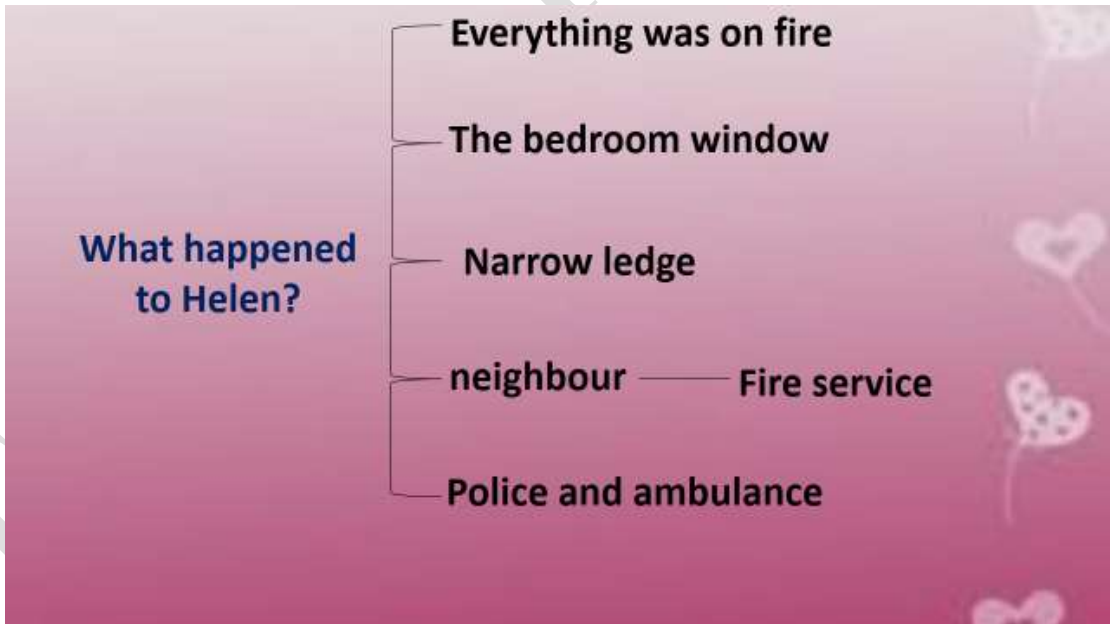 Everything was on fire
The bedroom window
What happened
to Helen?
Narrow ledge
neighbour
Fire service
Police and ambulance